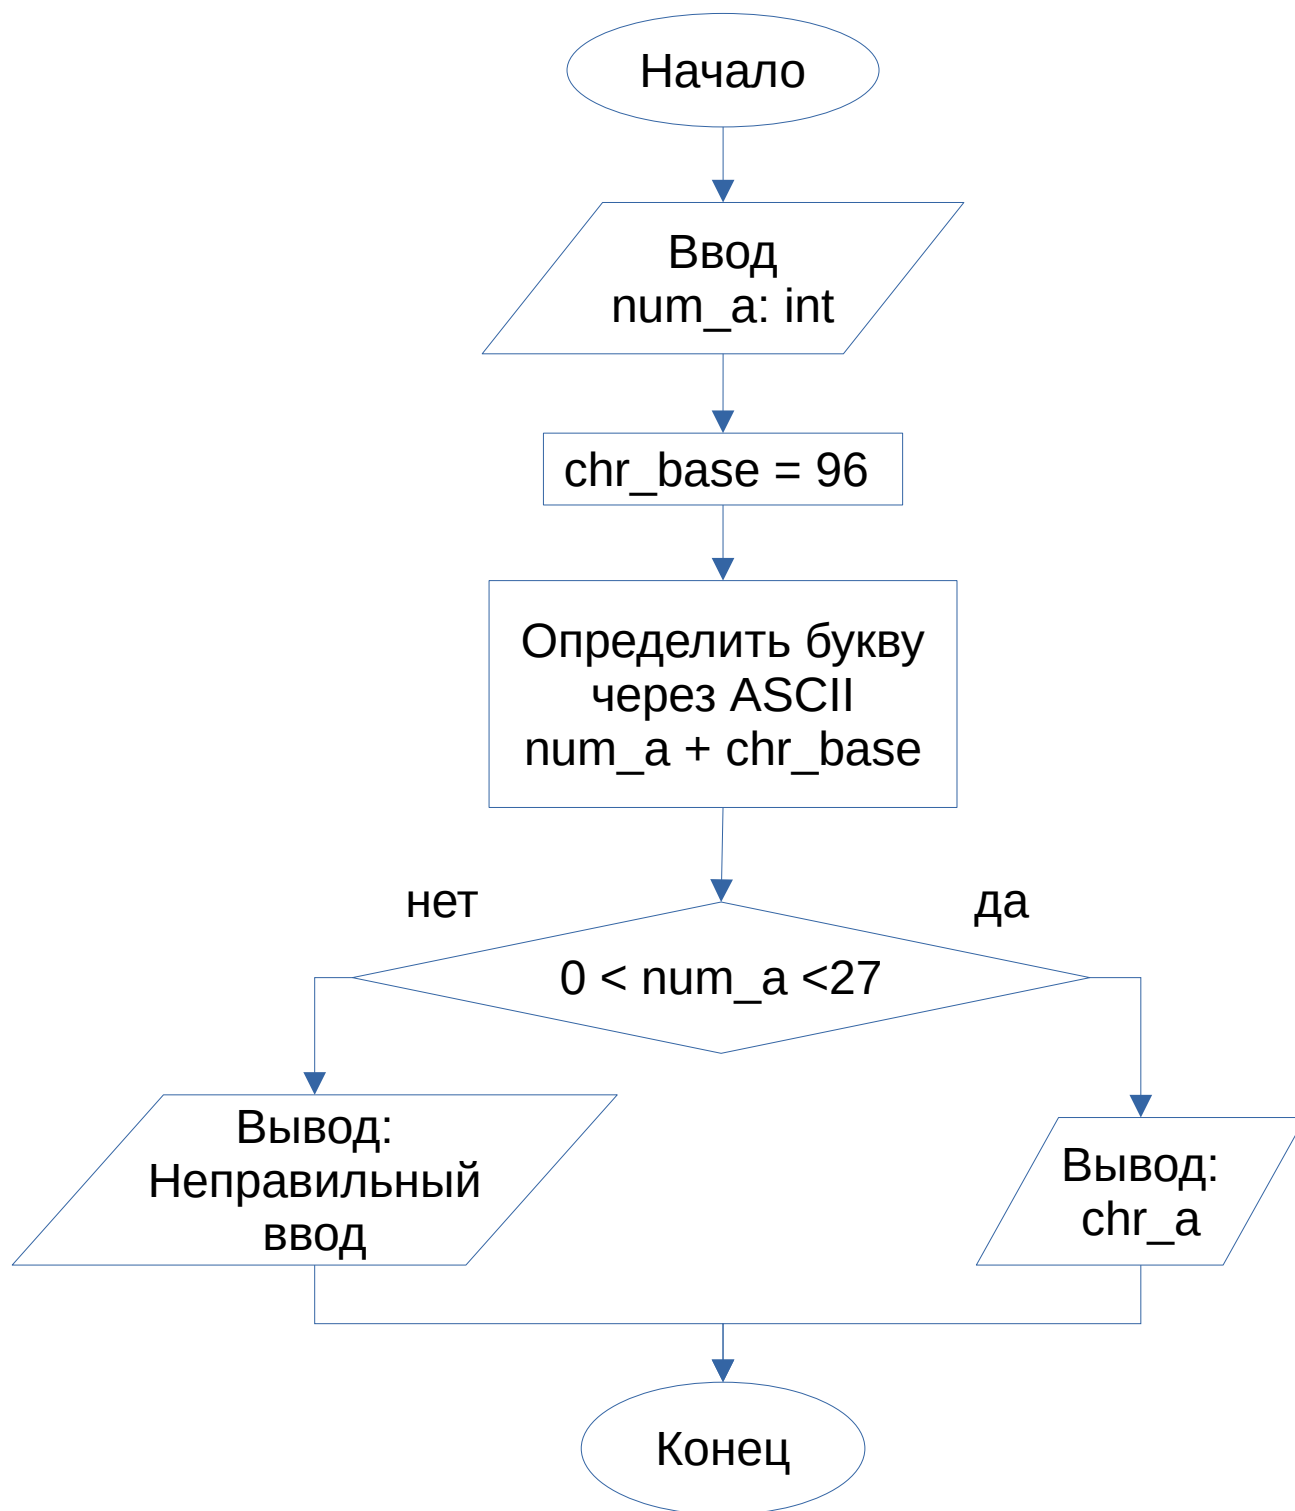 Начало
Ввод
num_a: int
chr_base = 96
Определить букву
через ASCII
num_a + chr_base
нет
да
0 < num_a <27
Вывод:
Неправильный
ввод
Вывод:
chr_a
Конец